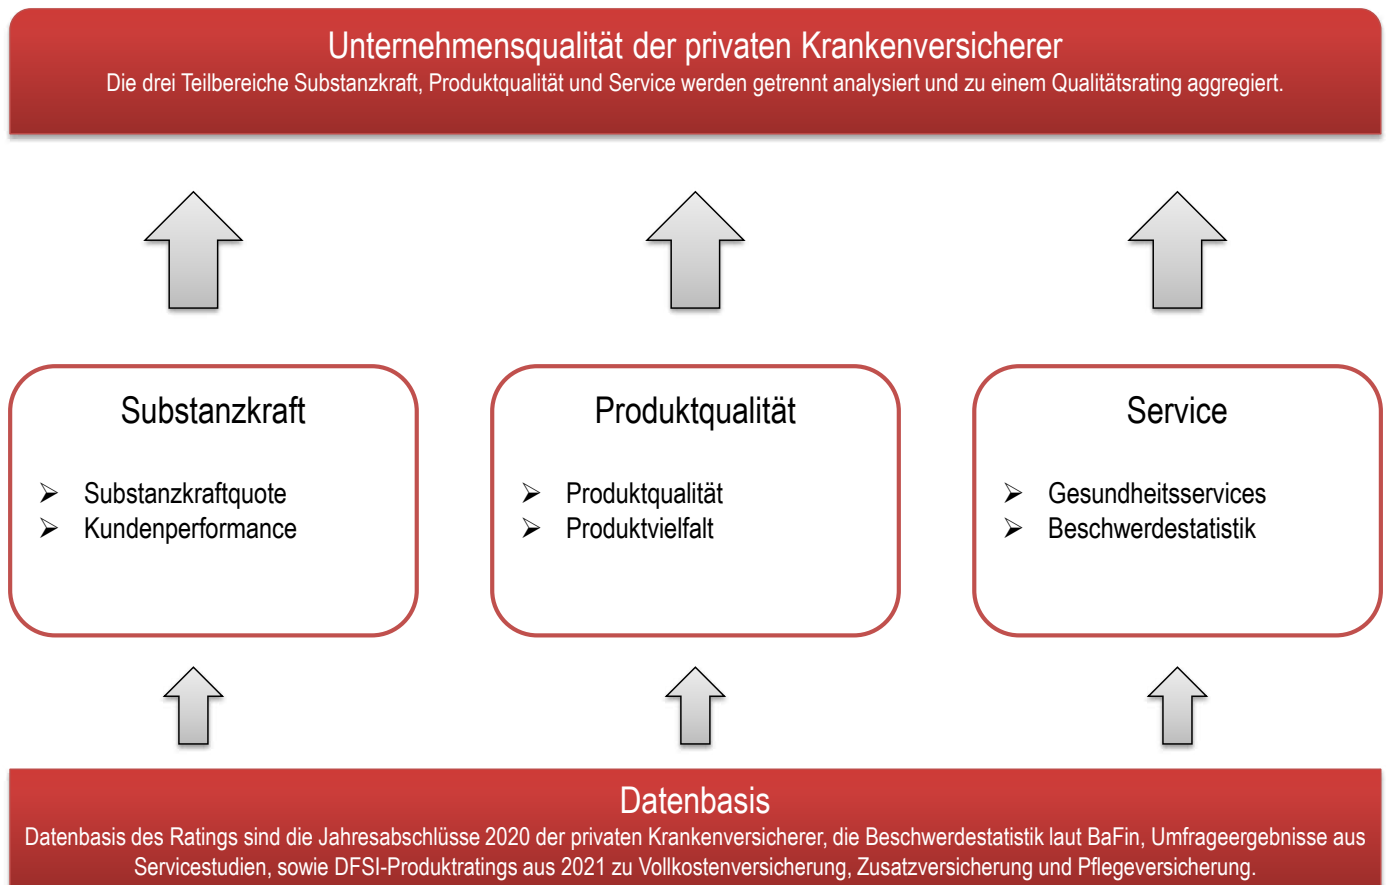 Unternehmensqualität der privaten Krankenversicherer
Die drei Teilbereiche Substanzkraft, Produktqualität und Service werden getrennt analysiert und zu einem Qualitätsrating aggregiert.
Substanzkraft
➢ Substanzkraftquote
➢ Kundenperformance
Produktqualität
➢ Produktqualität
➢ Produktvielfalt
Service
➢ Gesundheitsservices
➢ Beschwerdestatistik
Datenbasis
Datenbasis des Ratings sind die Jahresabschlüsse 2020 der privaten Krankenversicherer, die Beschwerdestatistik laut BaFin, Umfrageergebnisse aus
Servicestudien, sowie DFSI-Produktratings aus 2021 zu Vollkostenversicherung, Zusatzversicherung und Pflegeversicherung.